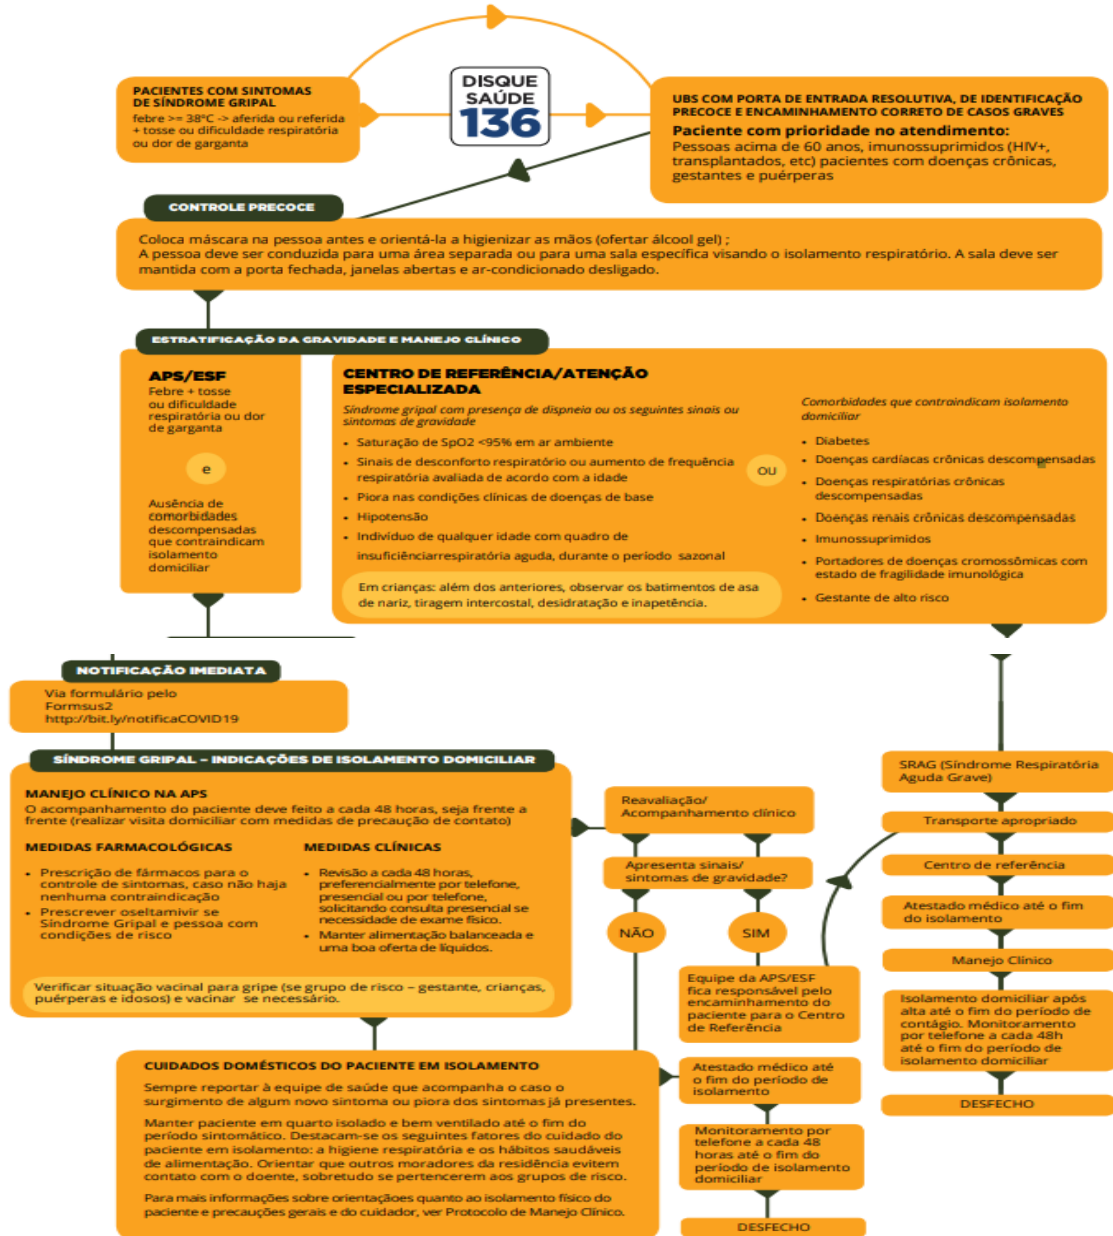 PACIENTES COM SINTOMAS
DE SÍNDROME GRIPAL
febre >= 38ºC -> aferida ou referida
+ tosse ou dificuldade respiratória
ou dor de garganta
DISQUE
SAÚDE
136
UBS COM PORTA DE ENTRADA RESOLUTIVA, DE IDENTIFICAÇÃO
PRECOCE E ENCAMINHAMENTO CORRETO DE CASOS GRAVES
Paciente com prioridade no atendimento:
Pessoas acima de 60 anos, imunossuprimidos (HIV+,
transplantados, etc) pacientes com doenças crônicas,
gestantes e puérperas
CONTROLE PRECOCE
Coloca máscara na pessoa antes e orientá-la a higienizar as mãos (ofertar álcool gel) ;
A pessoa deve ser conduzida para uma área separada ou para uma sala específica visando o isolamento respiratório. A sala deve ser
mantida com a porta fechada, janelas abertas e ar-condicionado desligado.
ESTRATIFICAÇÃO DA GRAVIDADE E MANEJO CLÍNICO
APS/ESF
Febre + tosse
ou dificuldade
respiratória ou dor
de garganta
e
Ausência de
comorbidades
descompensadas
que contraindicam
isolamento
domiciliar
CENTRO DE REFERÊNCIA/ATENÇÃO
ESPECIALIZADA
Síndrome gripal com presença de dispneia ou os seguintes sinais ou
sintomas de gravidade
• Saturação de SpO2 <95% em ar ambiente
• Sinais de desconforto respiratório ou aumento de frequência
respiratória avaliada de acordo com a idade
• Piora nas condições clínicas de doenças de base
• Hipotensão
• Indivíduo de qualquer idade com quadro de
insuficiênciarrespiratória aguda, durante o período sazonal
Em crianças: além dos anteriores, observar os batimentos de asa
de nariz, tiragem intercostal, desidratação e inapetência.
OU
Comorbidades que contraindicam isolamento
domiciliar
• Diabetes
• Doenças cardíacas crônicas descompensadas
• Doenças respiratórias crônicas
descompensadas
• Doenças renais crônicas descompensadas
• Imunossuprimidos
• Portadores de doenças cromossômicas com
estado de fragilidade imunológica
• Gestante de alto risco
NOTIFICAÇÃO IMEDIATA
Via formulário pelo
Formsus2
http://bit.ly/notificaCOVID19
SÍNDROME GRIPAL – INDICAÇÕES DE ISOLAMENTO DOMICILIAR
MANEJO CLÍNICO NA APS
O acompanhamento do paciente deve feito a cada 48 horas, seja frente a
frente (realizar visita domiciliar com medidas de precaução de contato)
MEDIDAS FARMACOLÓGICAS
• Prescrição de fármacos para o
controle de sintomas, caso não haja
nenhuma contraindicação
• Prescrever oseltamivir se
Síndrome Gripal e pessoa com
condições de risco
MEDIDAS CLÍNICAS
• Revisão a cada 48 horas,
preferencialmente por telefone,
presencial ou por telefone,
solicitando consulta presencial se
necessidade de exame físico.
• Manter alimentação balanceada e
uma boa oferta de líquidos.
Verificar situação vacinal para gripe (se grupo de risco – gestante, crianças,
puérperas e idosos) e vacinar se necessário.
CUIDADOS DOMÉSTICOS DO PACIENTE EM ISOLAMENTO
Sempre reportar à equipe de saúde que acompanha o caso o
surgimento de algum novo sintoma ou piora dos sintomas já presentes.
Manter paciente em quarto isolado e bem ventilado até o fim do
período sintomático. Destacam-se os seguintes fatores do cuidado do
paciente em isolamento: a higiene respiratória e os hábitos saudáveis
de alimentação. Orientar que outros moradores da residência evitem
contato com o doente, sobretudo se pertencerem aos grupos de risco.
Para mais informações sobre orientaçãoes quanto ao isolamento físico do
paciente e precauções gerais e do cuidador, ver Protocolo de Manejo Clínico.
Reavaliação/
Acompanhamento clínico
Apresenta sinais/
sintomas de gravidade?
NÃO
SIM
Equipe da APS/ESF
fica responsável pelo
encaminhamento do
paciente para o Centro
de Referência
Atestado médico até
o fim do período de
isolamento
Monitoramento por
telefone a cada 48
horas até o fim do
período de isolamento
domiciliar
DESFECHO
SRAG (Síndrome Respiratória
Aguda Grave)
Transporte apropriado
Centro de referência
Atestado médico até o fim
do isolamento
Manejo Clínico
Isolamento domiciliar após
alta até o fim do período de
contágio. Monitoramento
por telefone a cada 48h
até o fim do período de
isolamento domiciliar
DESFECHO